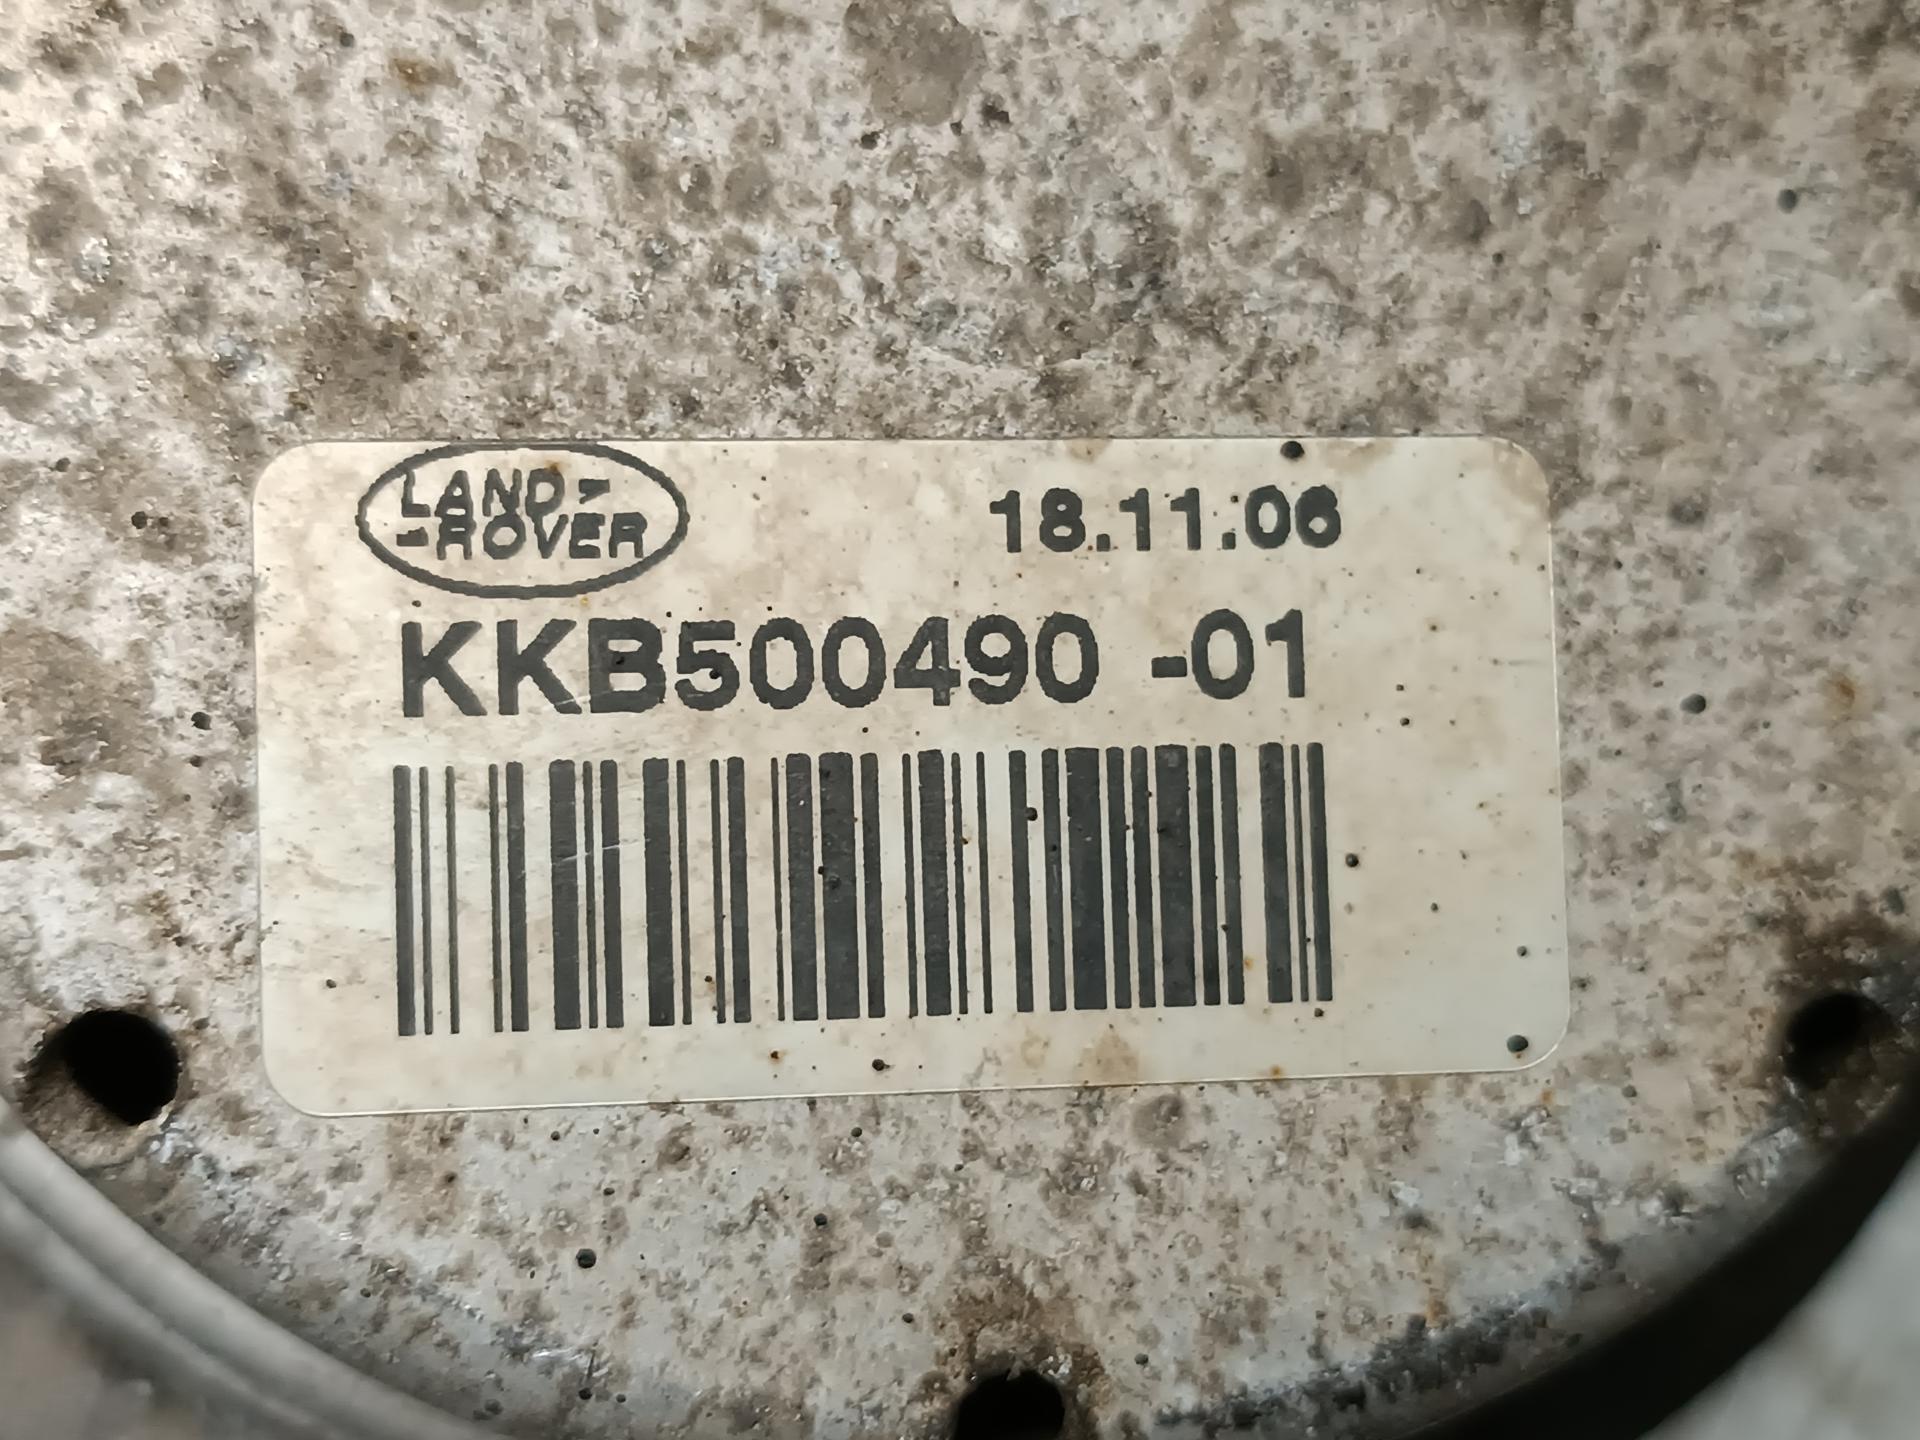 LAND-
-ROVER
18.11.06
KKB500490 -01